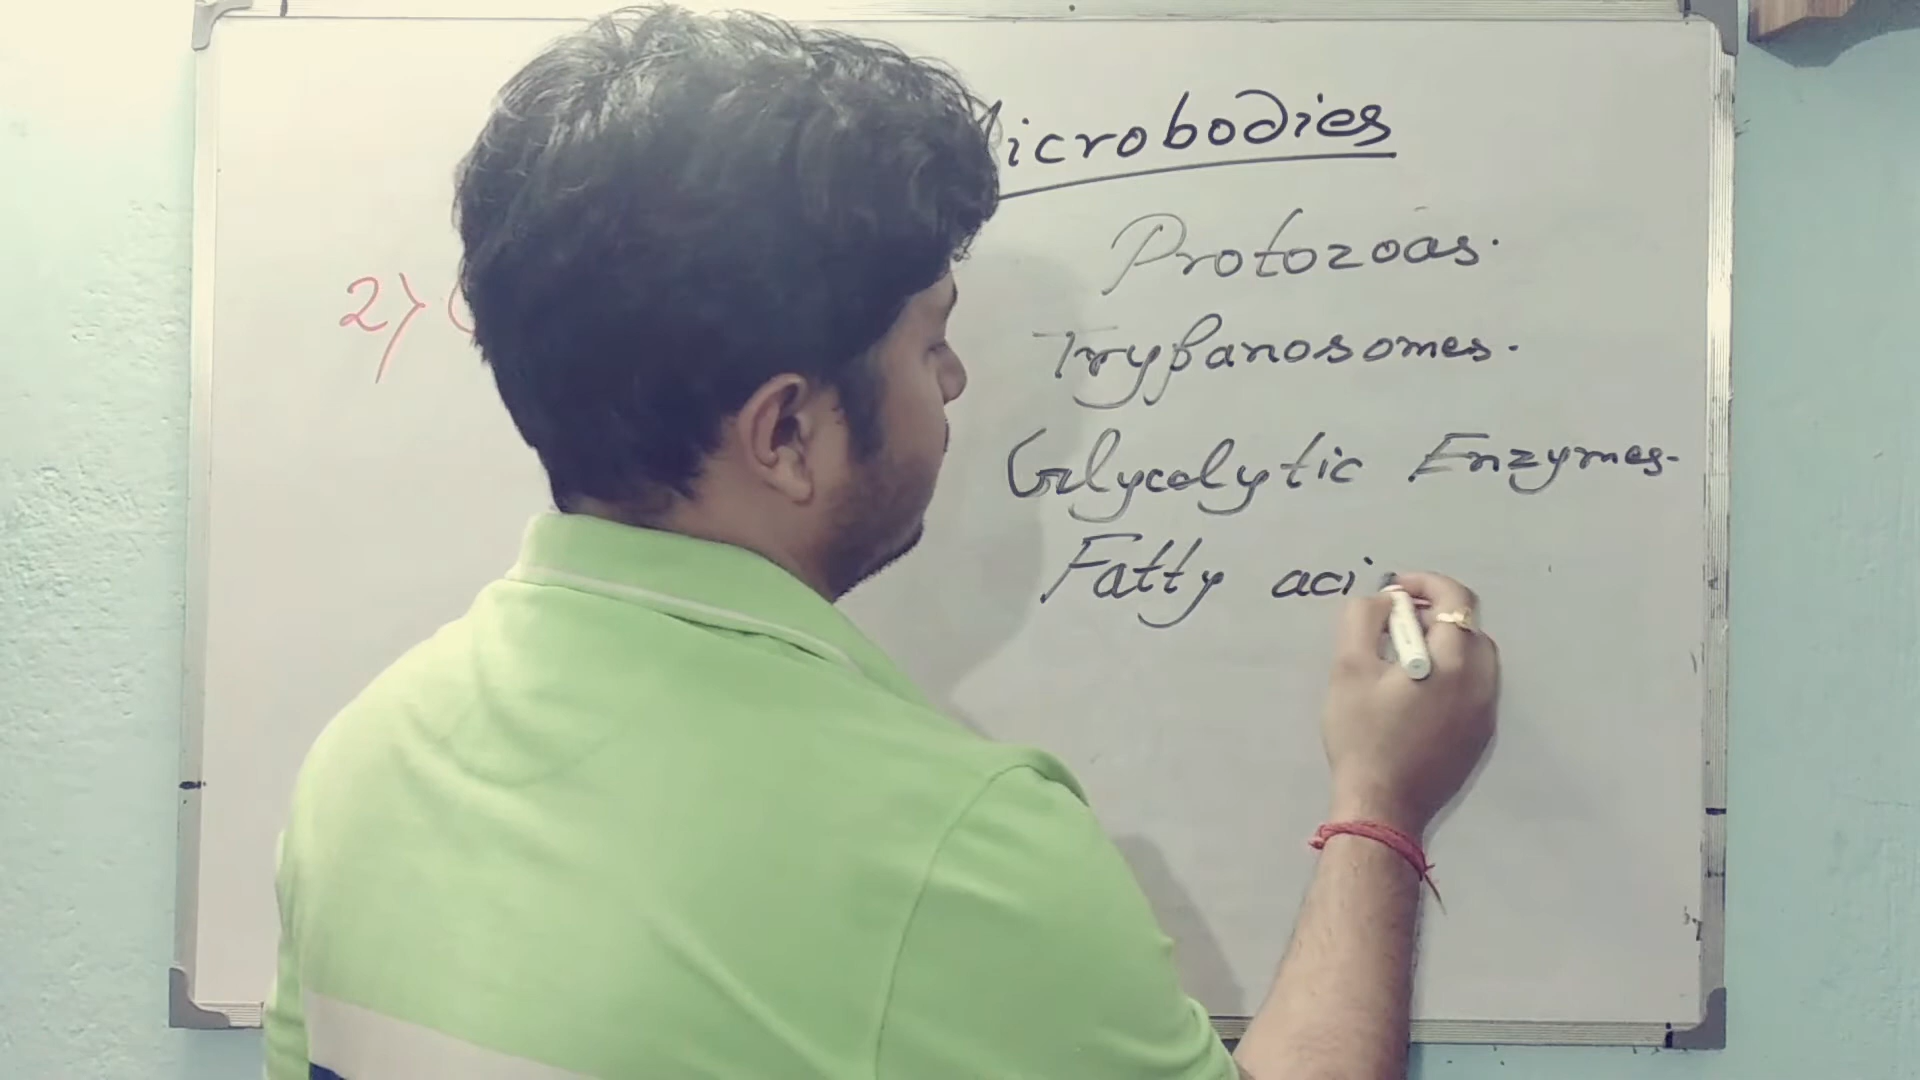 icrobodies
2)
Protozoas.
Trypanosomes.
Glycolytic Enzymes.
Fatty aci